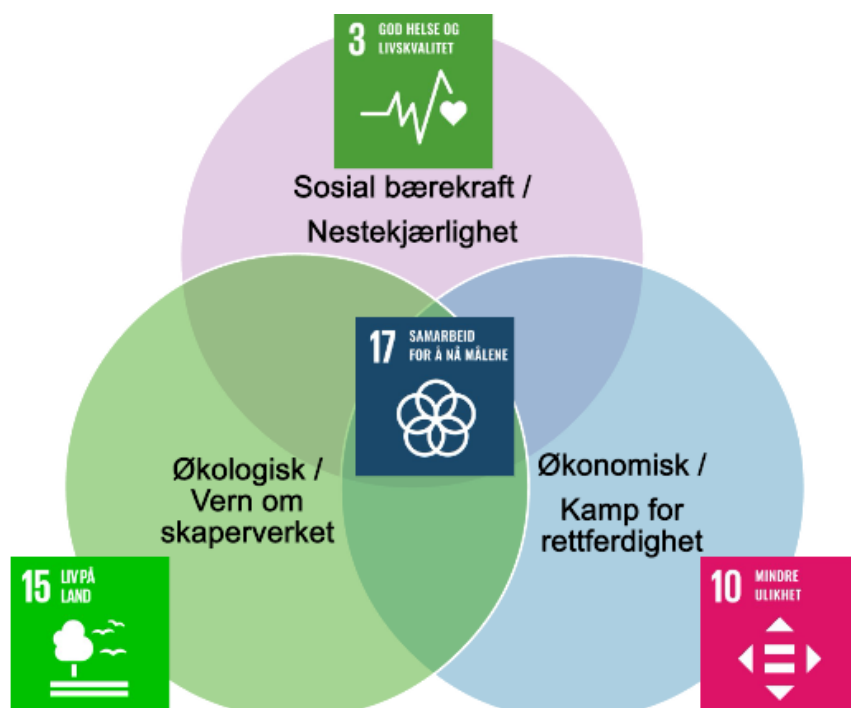 3 GOD HELSE OG
LIVSKVALITET
Sosial bærekraft /
Nestekjærlighet
17 SAMARBEID
FOR Å NÅ MÅLENE
Økologisk /
Vern om
skaperverket
Økonomisk /
Kamp for
rettferdighet
15 LIV PÅ
LAND
10 MINDRE
ULIKHET